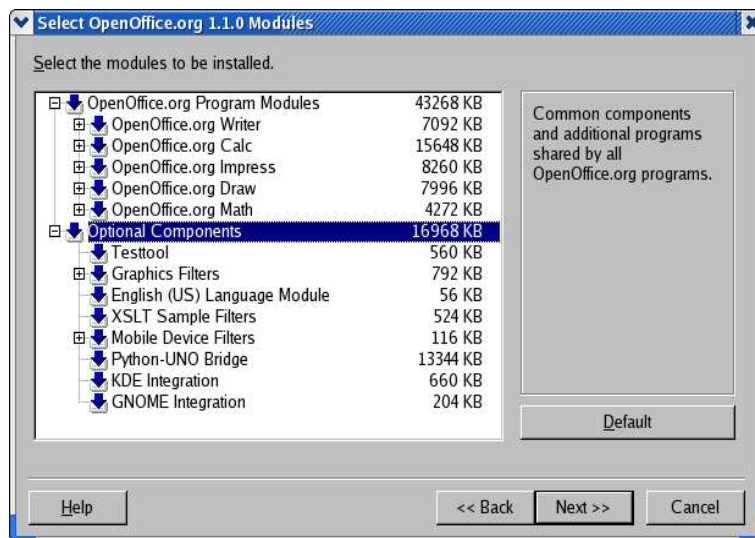 Select OpenOffice.org 1.1.0 Modules
Select the modules to be installed.
OpenOffice.org Program Modules 43268 KB
OpenOffice.org Writer 7092 KB
OpenOffice.org Calc 15648 KB
OpenOffice.org Impress 8260 KB
OpenOffice.org Draw 7996 KB
OpenOffice.org Math 4272 KB
Optional Components 16968 KB
Testtool 560 KB
Graphics Filters 792 KB
English (US) Language Module 56 KB
XSLT Sample Filters 524 KB
Mobile Device Filters 116 KB
Python-UNO Bridge 13344 KB
KDE Integration 660 KB
GNOME Integration 204 KB
Common components
and additional programs
shared by all
OpenOffice.org programs.
Default
Help
<< Back
Next >>
Cancel